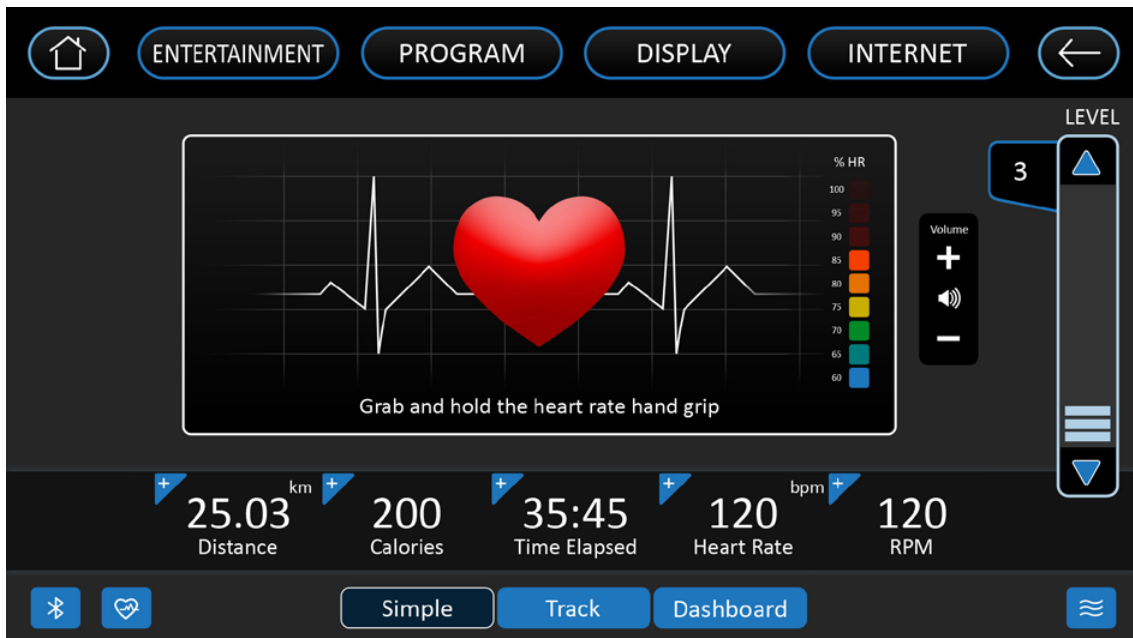 ENTERTAINMENT
PROGRAM
DISPLAY
INTERNET
LEVEL
3
% HR
100
95
90
85
80
75
70
65
60
Volume
Grab and hold the heart rate hand grip
25.03 km
Distance
200
Calories
35:45
Time Elapsed
120 bpm
Heart Rate
120
RPM
Simple
Track
Dashboard